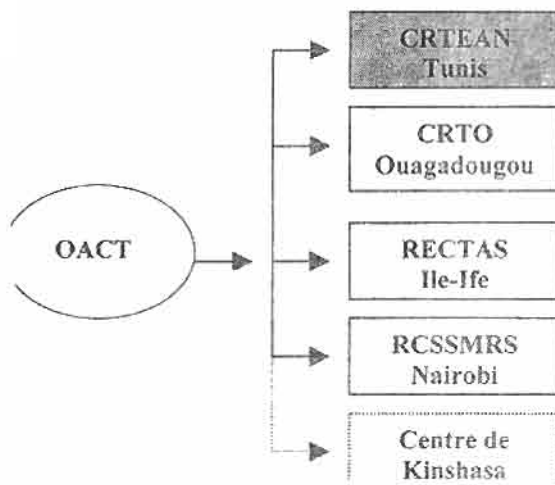 CRTEAN
Tunis
CRTO
Ouagadougou
OACT
RECTAS
Ile-Ife
RCSSMRS
Nairobi
Centre de
Kinshasa